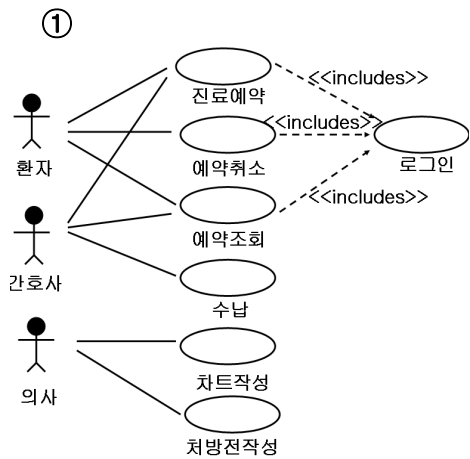 ①
진료예약
<<includes>>
환자
예약취소
<<includes>>
로그인
예약조회
<<includes>>
간호사
수납
의사
차트작성
처방전작성